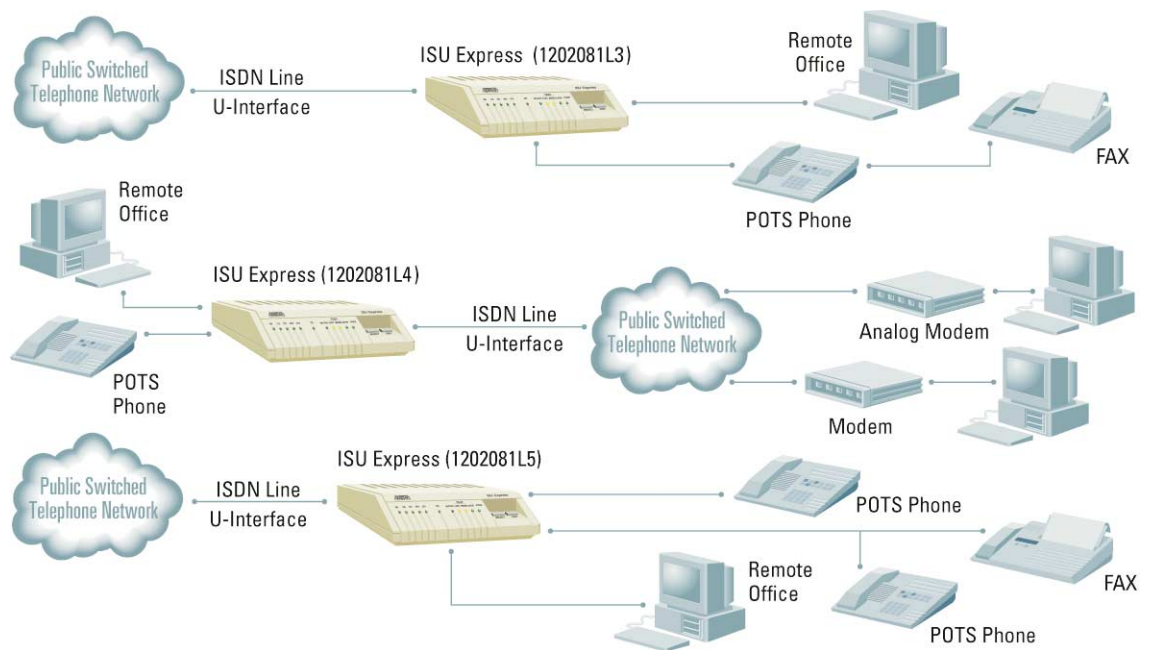 Public Switched
Telephone Network
ISDN Line
U-Interface
ISU Express (1202081L3)
Remote
Office
FAX
POTS Phone
Remote
Office
ISU Express (1202081L4)
POTS
Phone
ISDN Line
U-Interface
Public Switched
Telephone Network
Analog Modem
Modem
Public Switched
Telephone Network
ISDN Line
U-Interface
ISU Express (1202081L5)
POTS Phone
Remote
Office
FAX
POTS Phone